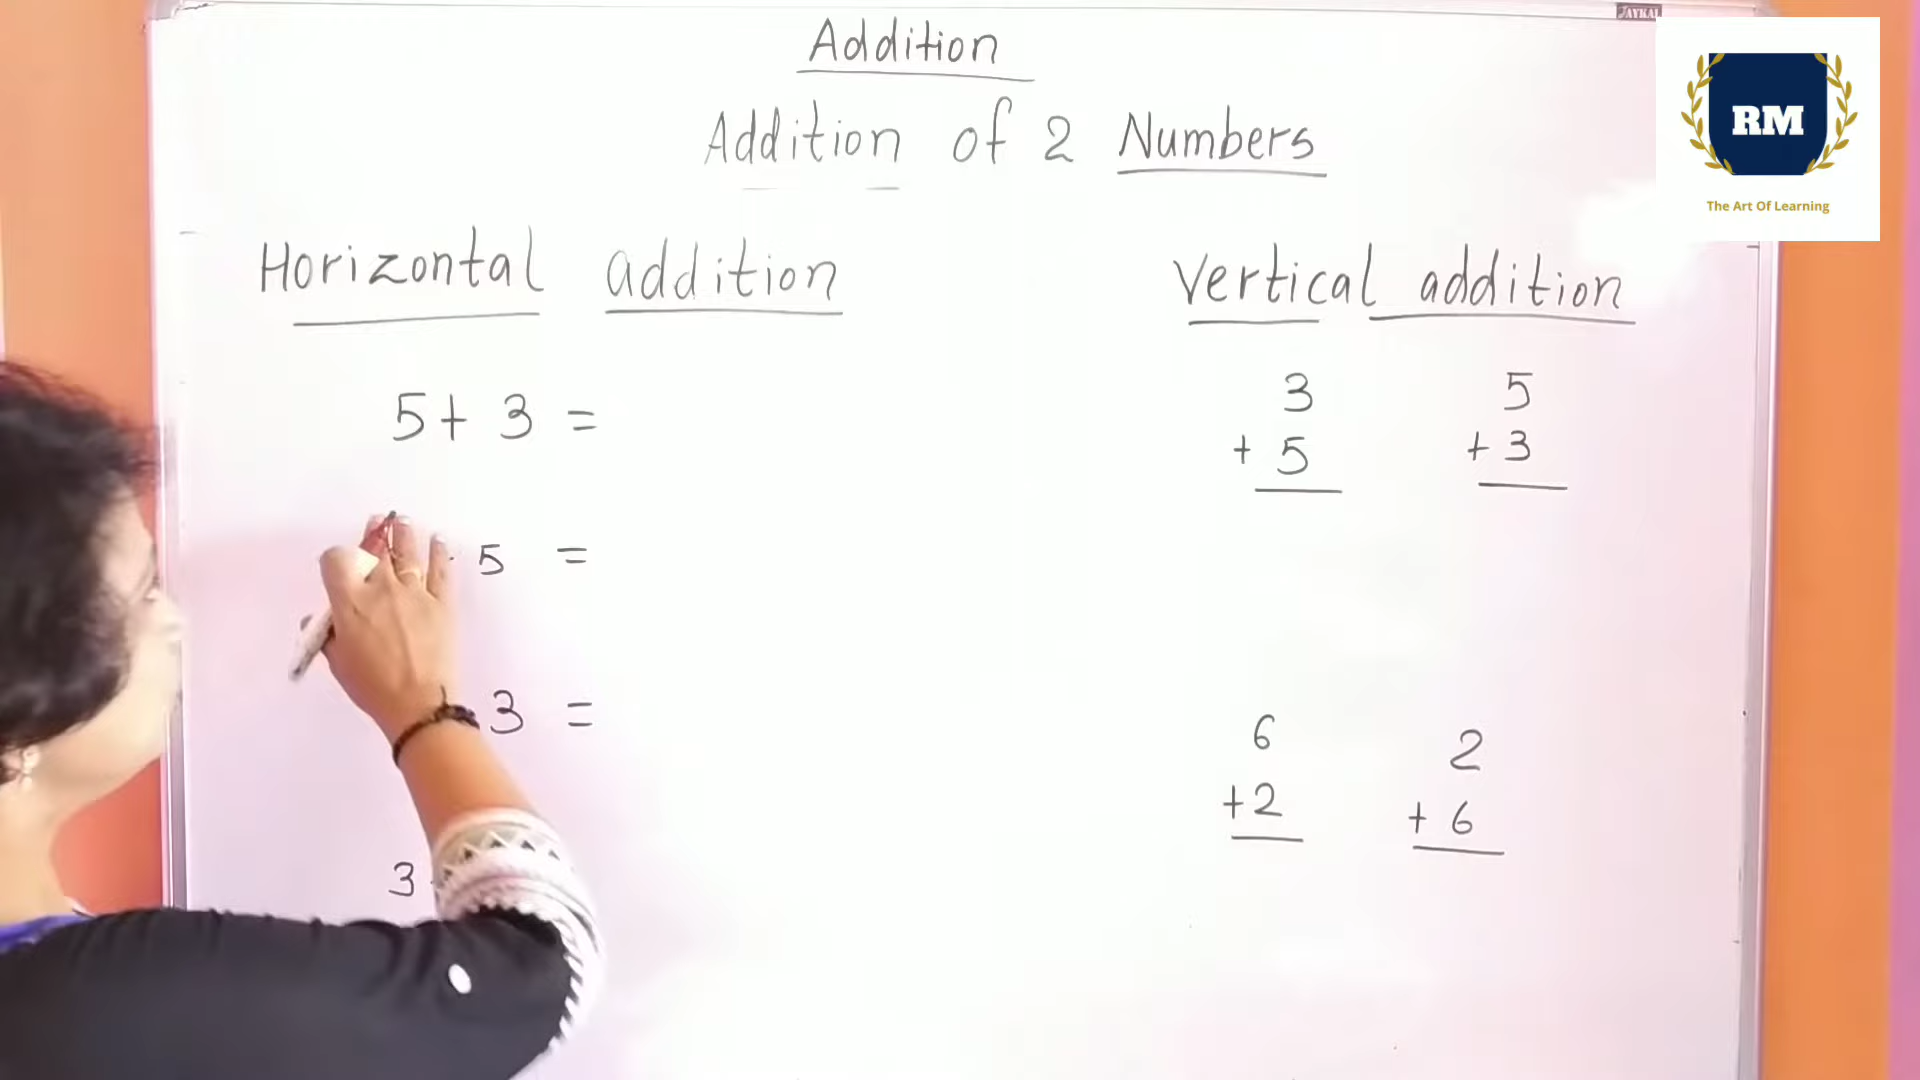 JAYKAL
Addition
Addition of 2 Numbers
RM
The Art Of Learning
Horizontal addition
Vertical addition
5 + 3 =
5 =
3 =
3
3
+ 5
5
+ 3
6
+2
2
+ 6